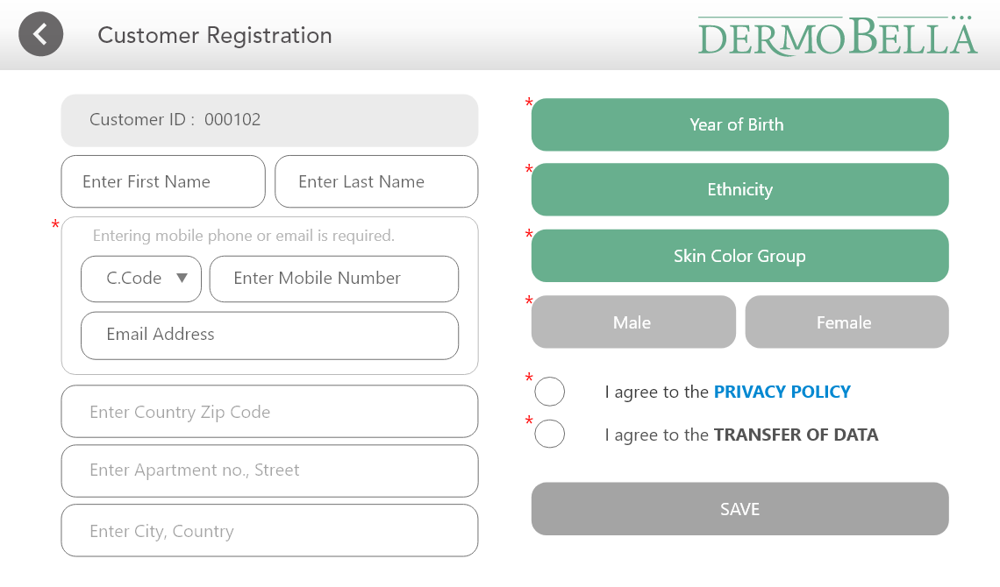 Customer Registration
DERMOBELLA
Customer ID : 000102
Enter First Name
Enter Last Name
*
Entering mobile phone or email is required.
C.Code
Enter Mobile Number
Email Address
Enter Country Zip Code
Enter Apartment no., Street
Enter City, Country
*
Year of Birth
*
Ethnicity
*
Skin Color Group
*
Male
Female
*
I agree to the PRIVACY POLICY
*
I agree to the TRANSFER OF DATA
SAVE